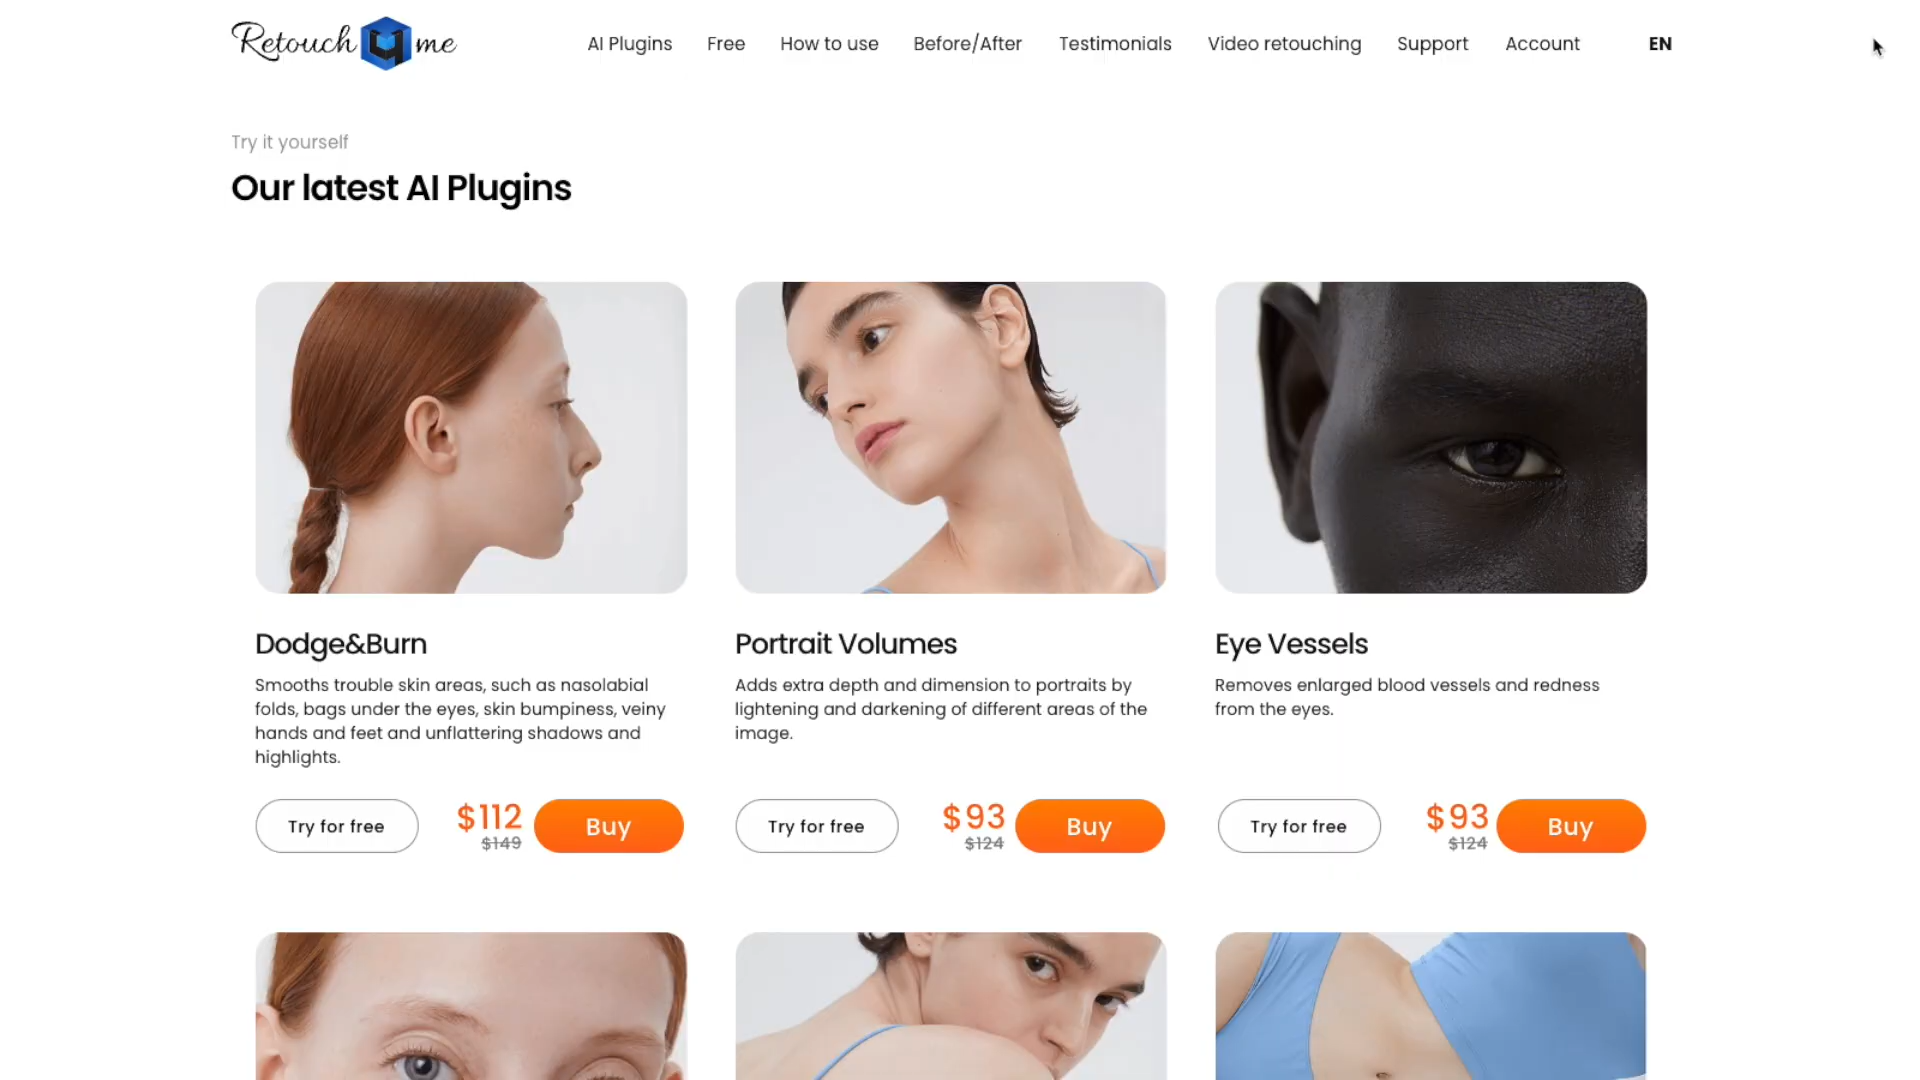 Retouch4me
AI Plugins
Free
How to use
Before/After
Testimonials
Video retouching
Support
Account
EN
Try it yourself
Our latest AI Plugins
Dodge&Burn
Smooths trouble skin areas, such as nasolabial
folds, bags under the eyes, skin bumpiness, veiny
hands and feet and unflattering shadows and
highlights.
Try for free
$112
$149
Buy
Portrait Volumes
Adds extra depth and dimension to portraits by
lightening and darkening of different areas of the
image.
Try for free
$93
$124
Buy
Eye Vessels
Removes enlarged blood vessels and redness
from the eyes.
Try for free
$93
$124
Buy